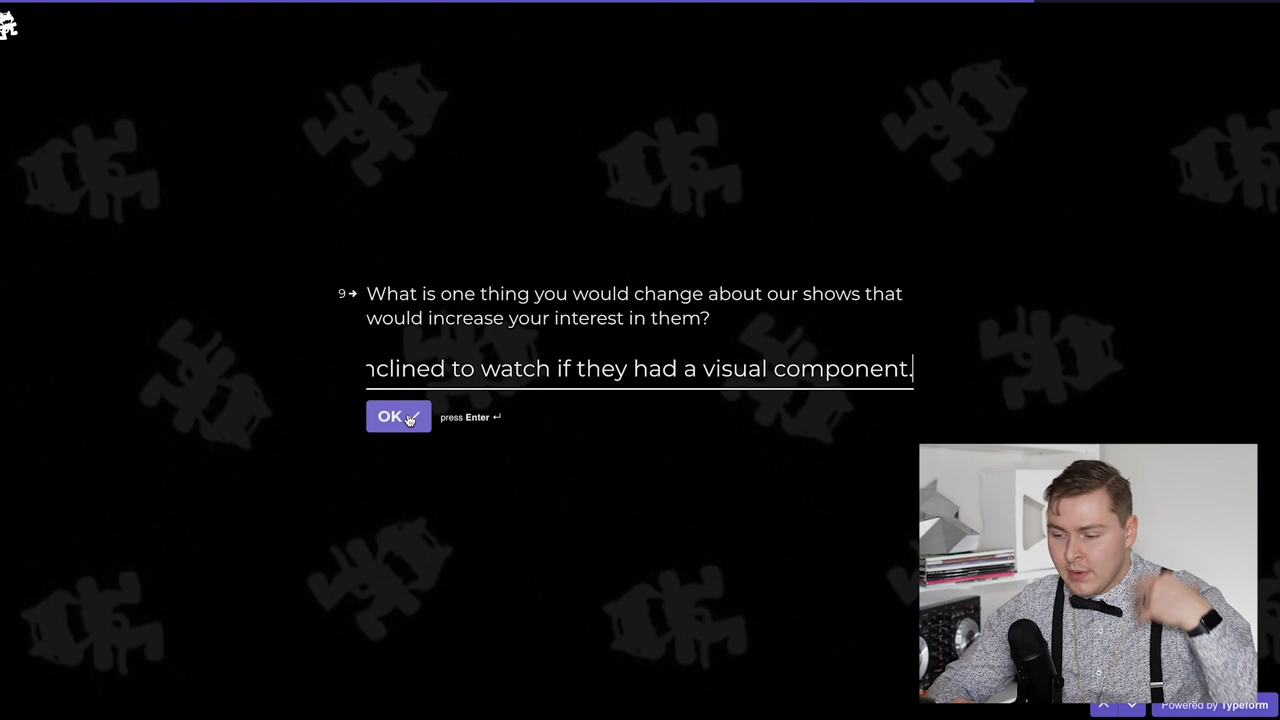 9 What is one thing you would change about our shows that
would increase your interest in them?
nclined to watch if they had a visual component.
OK press Enter
Powered by Typeform